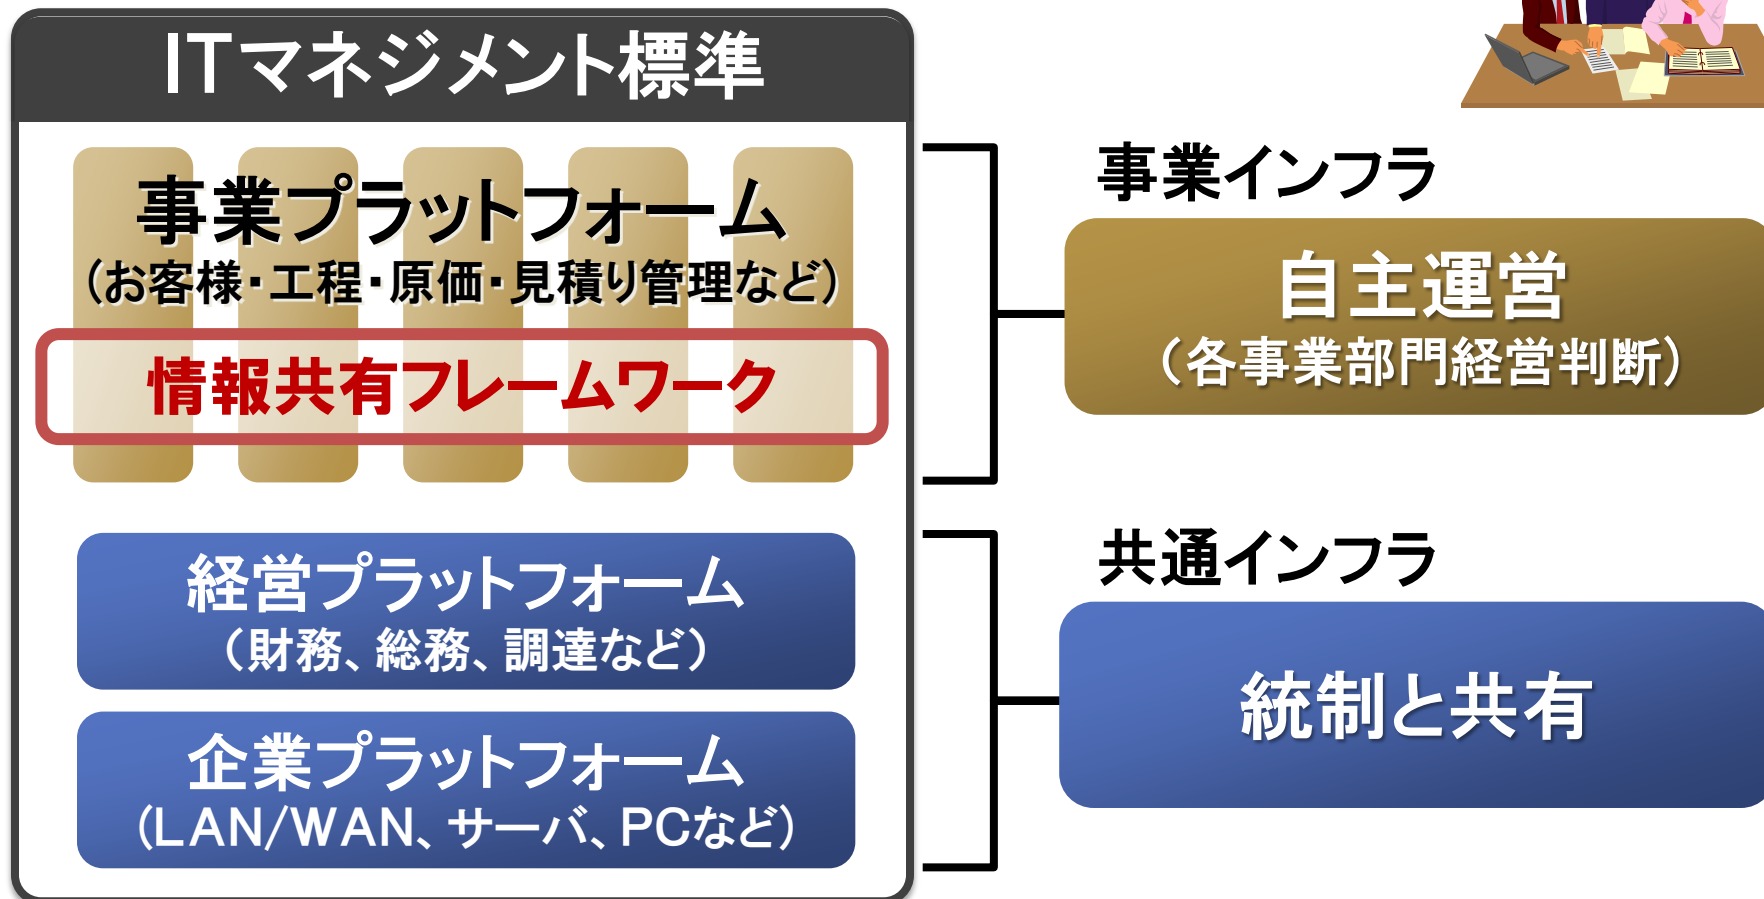 ITマネジメント標準
事業プラットフォーム
(お客様・工程・原価・見積り管理など)
情報共有フレームワーク
経営プラットフォーム
(財務、総務、調達など)
企業プラットフォーム
(LAN/WAN、サーバ、PCなど)
事業インフラ
自主運営
(各事業部門経営判断)
共通インフラ
統制と共有